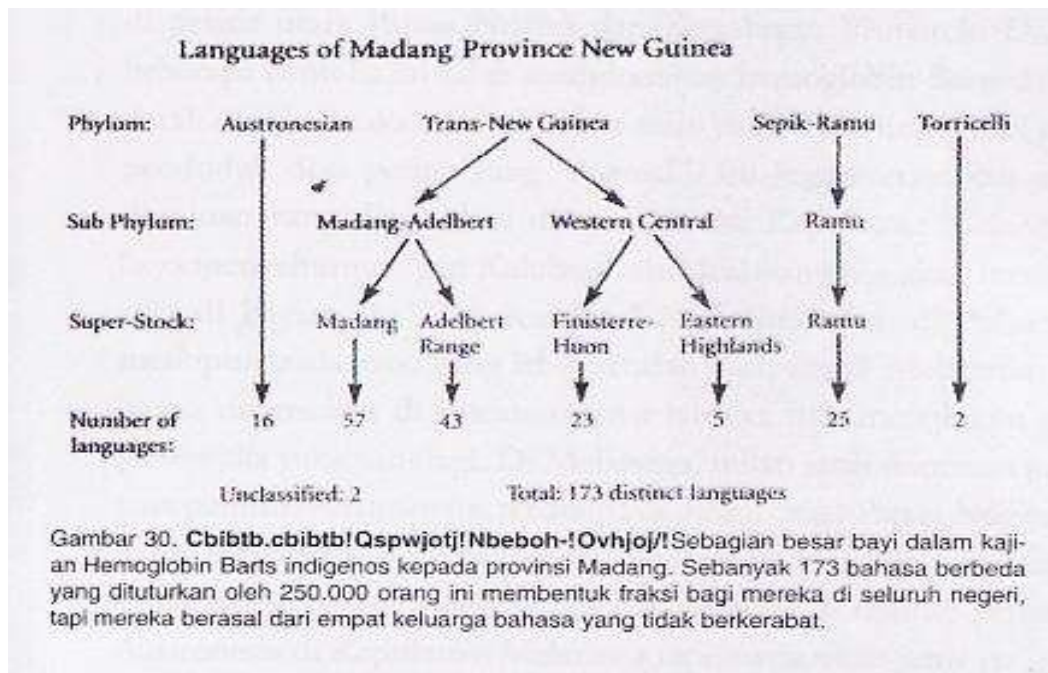 Languages of Madang Province New Guinea
Phylum: Austronesian Trans-New Guinea Sepik-Ramu Torricelli
Sub Phylum: Madang-Adelbert Western Central Ramu
Super-Stock: Madang Adelbert Range Finisterre-Huon Eastern Highlands Ramu
Number of languages: 16 57 43 23 5 25 2
Unclassified: 2 Total: 173 distinct languages
Gambar 30. Cbibtb.cbibtb!Qspwjotj!Nbeboh-!Ovhjoj/!Sebagian besar bayi dalam kaji-
an Hemoglobin Barts indigenos kepada provinsi Madang. Sebanyak 173 bahasa berbeda
yang dituturkan oleh 250.000 orang ini membentuk fraksi bagi mereka di seluruh negeri,
tapi mereka berasal dari empat keluarga bahasa yang tidak berkerabat.